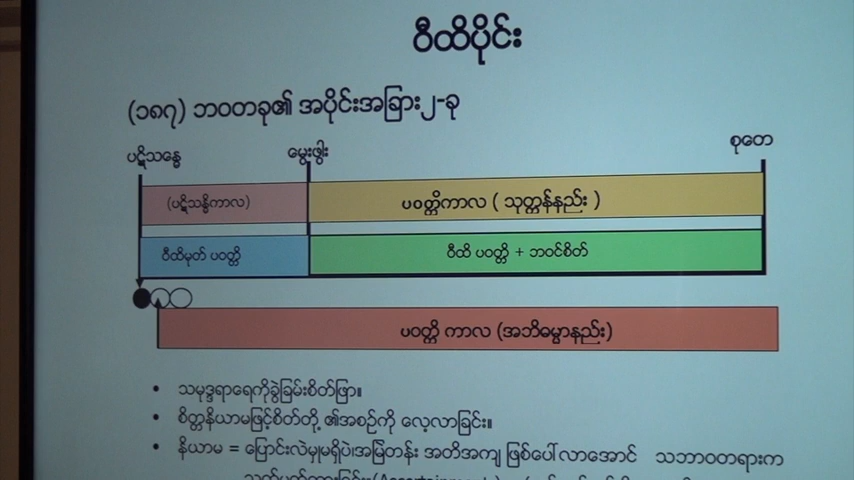 ဝီထိပိုင်း
(၁၈၇) ဘဝတခု၏ အပိုင်းအခြား၂-ခု
ပဋိသန္ဓေ မွေးဖွါး စုတေ
(ပဋိသန္ဓိကာလ) ပဝတ္တိကာလ ( သုတ္တန်နည်း )
ဝီထိမုတ် ပဝတ္တိ ဝီထိ ပဝတ္တိ + ဘဝင်စိတ်
ပဝတ္တိ ကာလ (အဘိဓမ္မာနည်း)
• သမုဒ္ဒရာရေကိုခွဲခြမ်းစိတ်ဖြာ။
• စိတ္တနိယာမဖြင့်စိတ်တို့ ၏အစဉ်ကို လေ့လာခြင်း။
• နိယာမ = ပြောင်းလဲမှုမရှိပဲ၊အမြဲတန်း အတိအကျ ဖြစ်ပေါ်လာအောင် သဘာဝတရားက